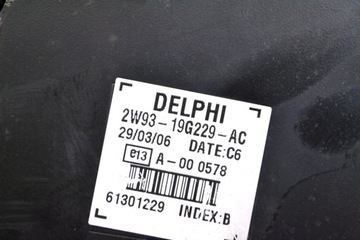 DELPHI
2W93-19G229-AC
29/03/06 DATE:C6
e13 A-00 0578
61301229 INDEX:B